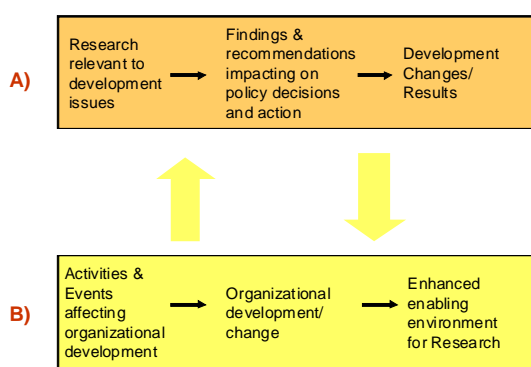 A)
Research
relevant to
development
issues
Findings &
recommendations
impacting on
policy decisions
and action
Development
Changes/
Results
B)
Activities &
Events
affecting
organizational
development
Organizational
development/
change
Enhanced
enabling
environment
for Research